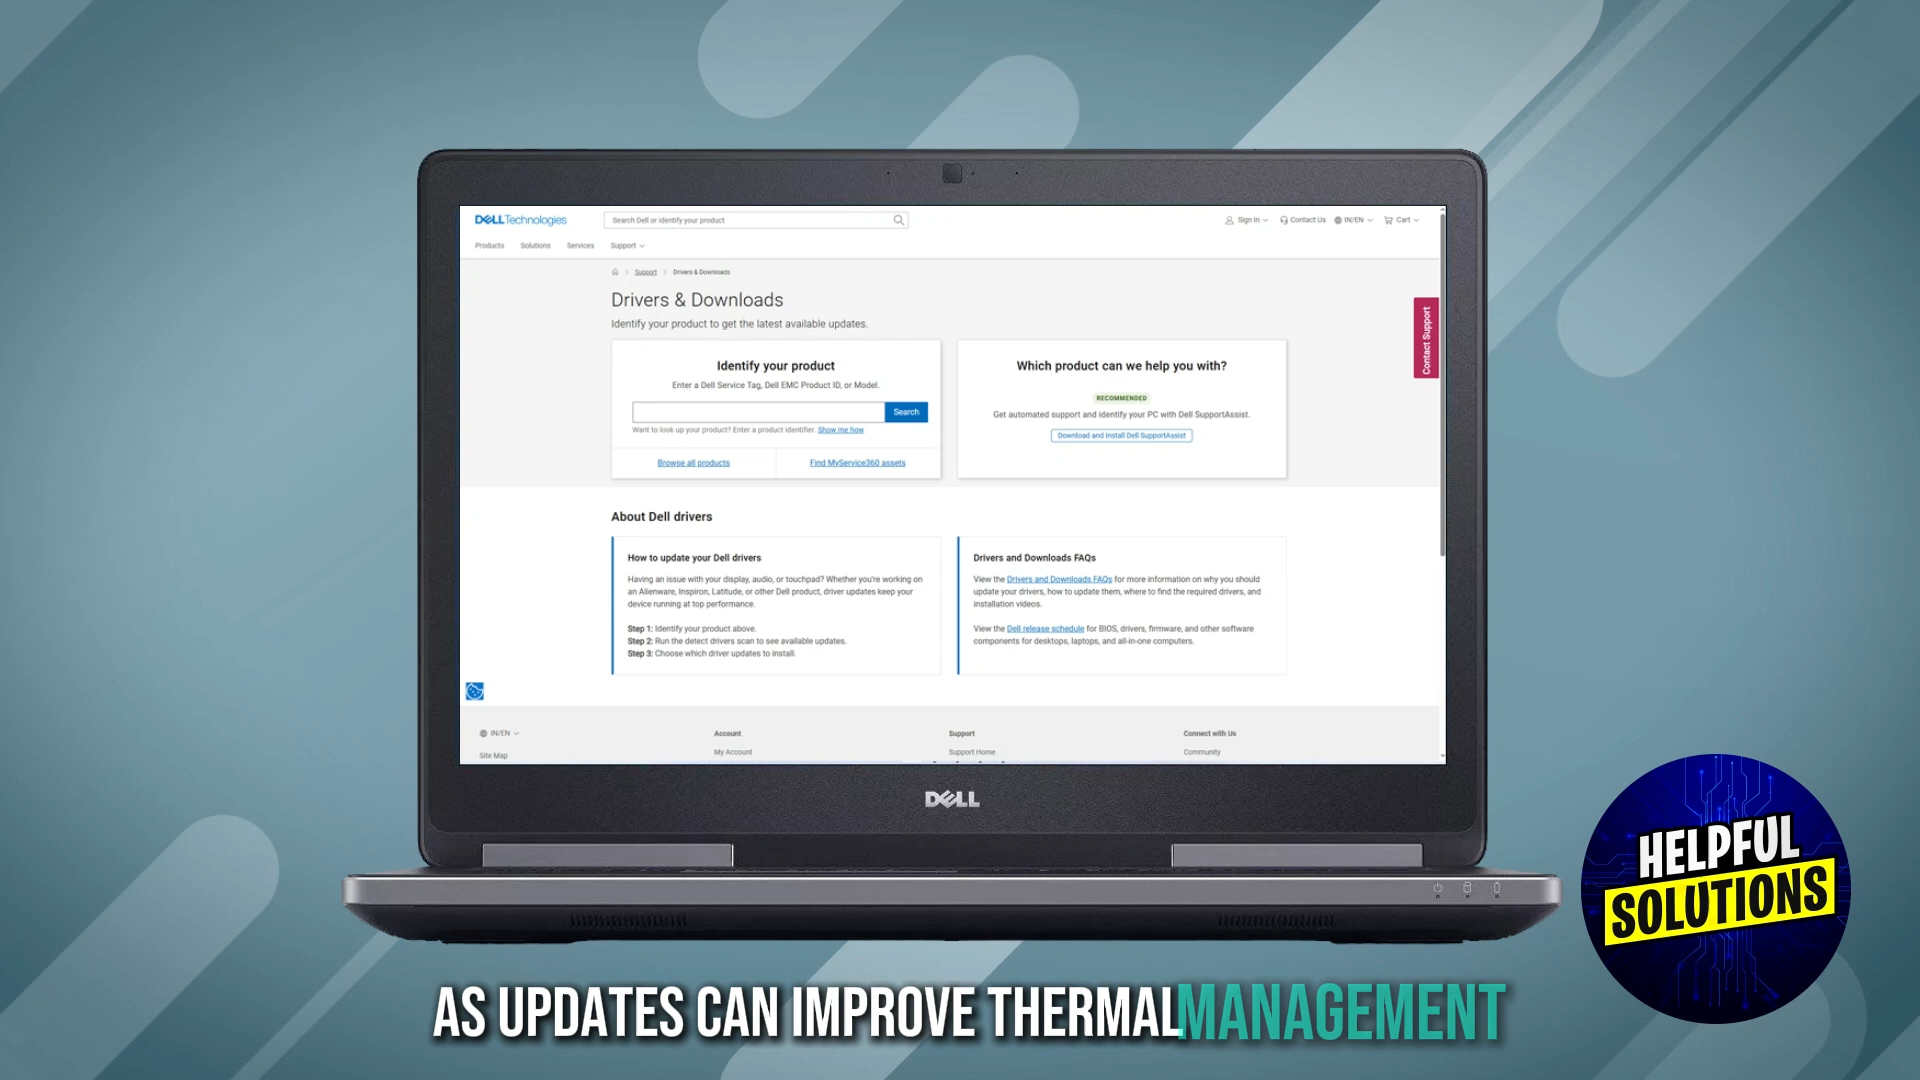 DELLTechnologies
Search Dell or identify your product
Sign In
Contact Us
IN/EN
Cart
Products
Solutions
Services
Support
Support
Drivers & Downloads
Drivers & Downloads
Identify your product to get the latest available updates.
Identify your product
Enter a Dell Service Tag, Dell EMC Product ID, or Model.
Search
Want to look up your product? Enter a product identifier. Show me how
Browse all products
Find MyService360 assets
Which product can we help you with?
RECOMMENDED
Get automated support and identify your PC with Dell SupportAssist.
Download and Install Dell SupportAssist
Contact Support
About Dell drivers
How to update your Dell drivers
Having an issue with your display, audio, or touchpad? Whether you're working on
an Alienware, Inspiron, Latitude, or other Dell product, driver updates keep your
device running at top performance.
Step 1: Identify your product above.
Step 2: Run the detect drivers scan to see available updates.
Step 3: Choose which driver updates to install.
Drivers and Downloads FAQs
View the Drivers and Downloads FAQs for more information on why you should
update your drivers, how to update them, where to find the required drivers, and
installation videos.
View the Dell release schedule for BIOS, drivers, firmware, and other software
components for desktops, laptops, and all-in-one computers.
IN/EN
Site Map
Account
My Account
Support
Support Home
Connect with Us
Community
DELL
HELPFUL
SOLUTIONS
AS UPDATES CAN IMPROVE THERMAL MANAGEMENT